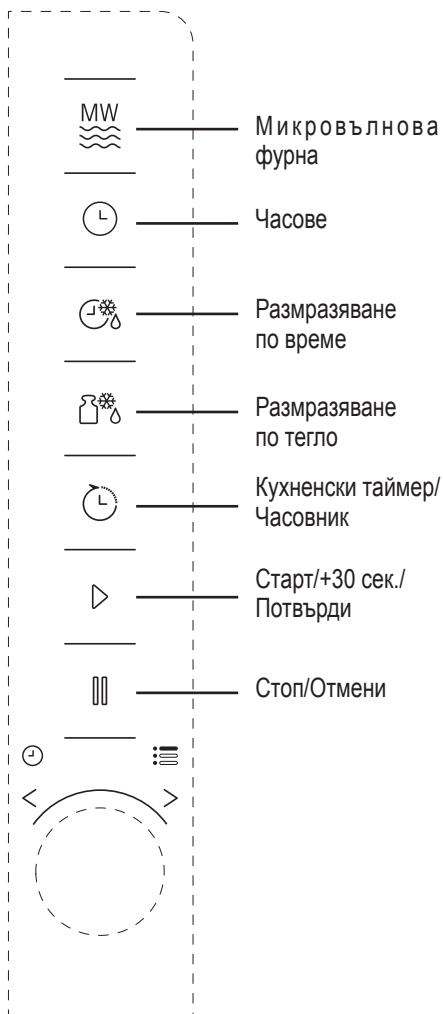 MW
Микровълнова
фурна
Часове
Размразяване
по време
Размразяване
по тегло
Кухненски таймер/
Часовник
Старт/+30 сек./
Потвърди
Стоп/Отмени